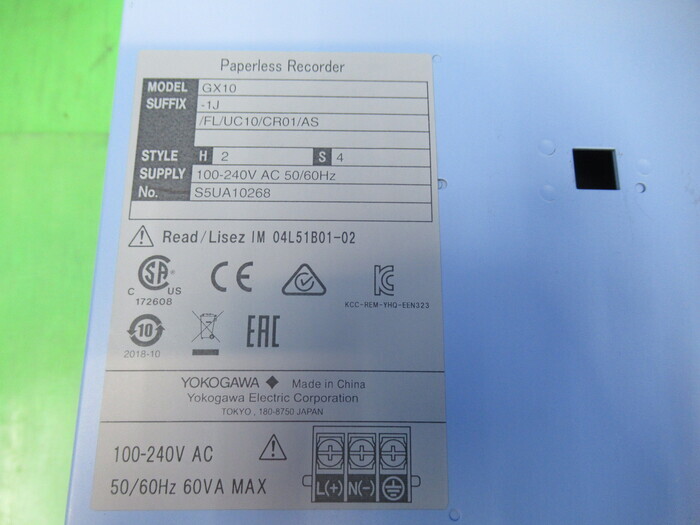 Paperless Recorder
MODEL GX10
SUFFIX -1J
/FL/UC10/CR01/AS
STYLE H 2 S 4
SUPPLY 100-240V AC 50/60Hz
No. S5UA10268
Read/Lisez IM 04L51B01-02
C SA US
172608
CE
KC
KCC-REM-YHQ-EEN323
10
2018-10
EAC
YOKOGAWA ◆ Made in China
Yokogawa Electric Corporation
TOKYO, 180-8750 JAPAN
100-240V AC
50/60Hz 60VA MAX
L(+) N(-)